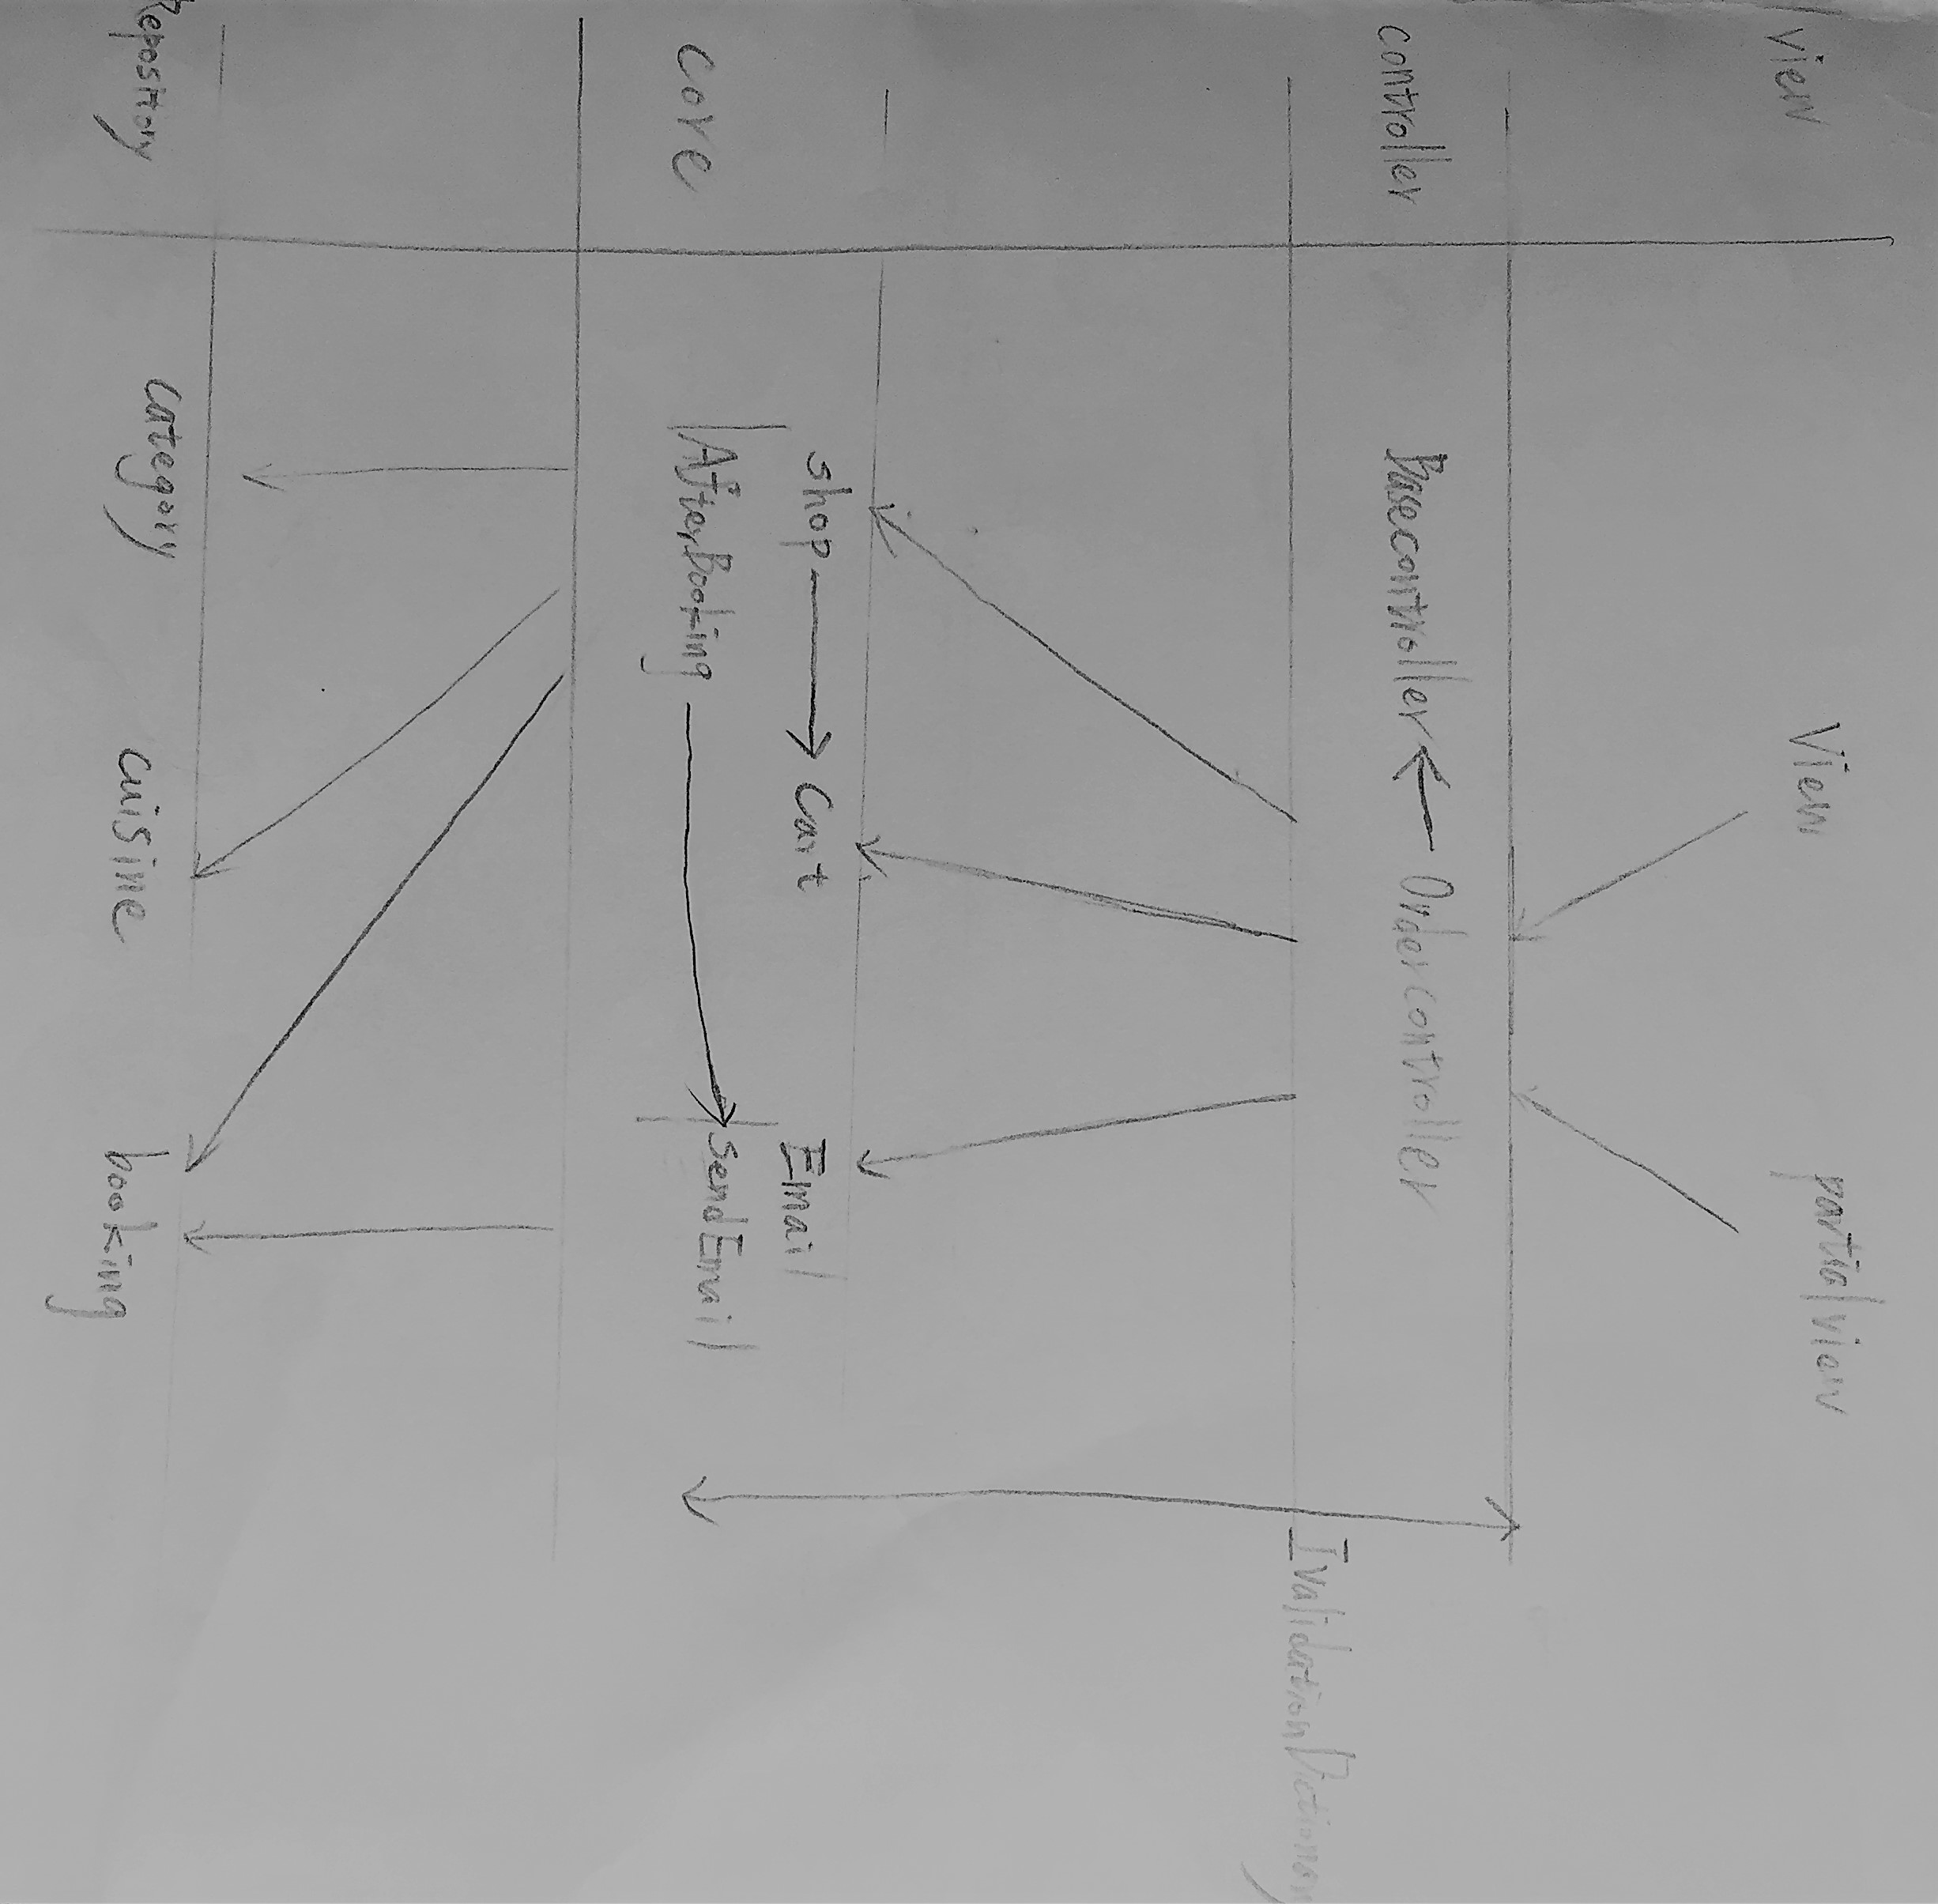 view View partialview
controller Basecontroller ← Ordercontroller
IvalidationDictionary
shop → Cart Email
core AfterBooking → SendEmail
Repository category cuisine booking